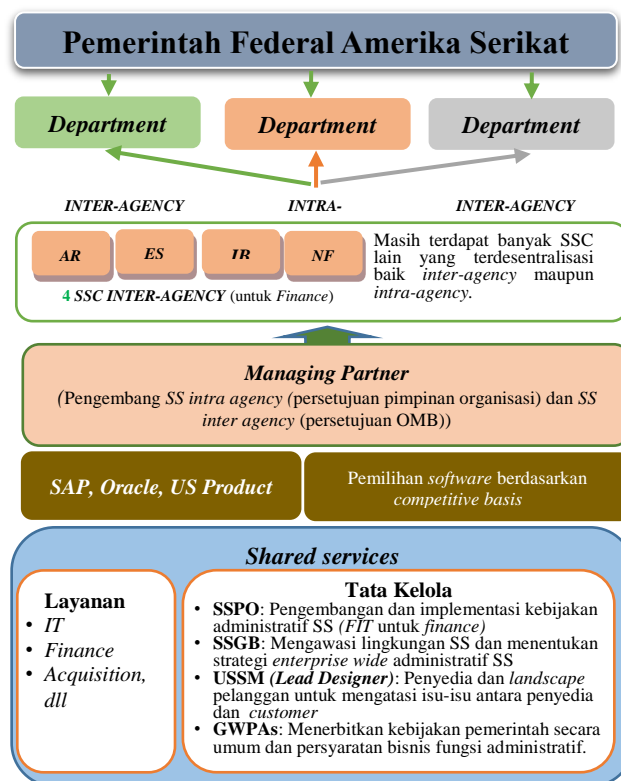 Pemerintah Federal Amerika Serikat
Department
Department
Department
INTER-AGENCY
INTRA-
INTER-AGENCY
AR
ES
IB
NF
4 SSC INTER-AGENCY (untuk Finance)
Masih terdapat banyak SSC
lain yang terdesentralisasi
baik inter-agency maupun
intra-agency.
Managing Partner
(Pengembang SS intra agency (persetujuan pimpinan organisasi) dan SS
inter agency (persetujuan OMB))
SAP, Oracle, US Product
Pemilihan software berdasarkan
competitive basis
Shared services
Layanan
• IT
• Finance
• Acquisition,
dll
Tata Kelola
• SSPO: Pengembangan dan implementasi kebijakan
administratif SS (FIT untuk finance)
• SSGB: Mengawasi lingkungan SS dan menentukan
strategi enterprise wide administratif SS
• USSM (Lead Designer): Penyedia dan landscape
pelanggan untuk mengatasi isu-isu antara penyedia
dan customer
• GWPAs: Menerbitkan kebijakan pemerintah secara
umum dan persyaratan bisnis fungsi administratif.